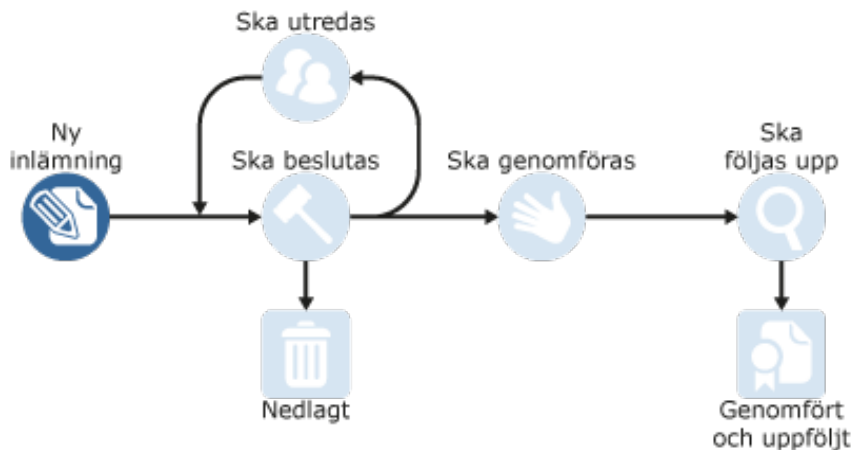 Ska utredas
Ny
inlämning
Ska beslutas
Ska genomföras
Ska
följas upp
Nedlagt
Genomfört
och uppföljt